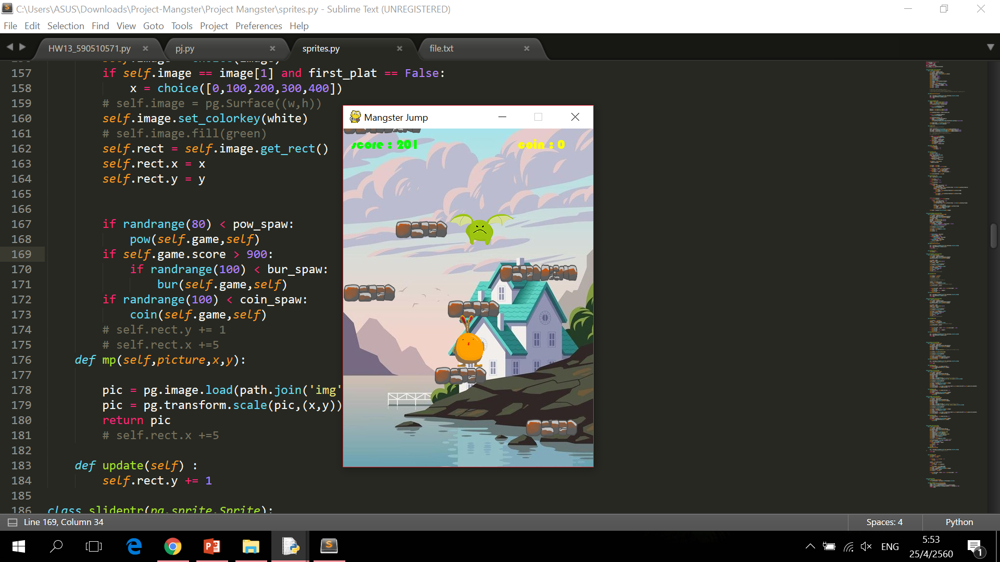 C:\Users\ASUS\Downloads\Project-Mangster\Project Mangster\sprites.py - Sublime Text (UNREGISTERED)
File Edit Selection Find View Goto Tools Project Preferences Help
HW13_590510571.py × pj.py × sprites.py × file.txt ×
157 if self.image == image[1] and first_plat == False:
158 x = choice([0,100,200,300,400])
159 # self.image = pg.Surface((w,h))
160 self.image.set_colorkey(white)
161 # self.image.fill(green)
162 self.rect = self.image.get_rect()
163 self.rect.x = x
164 self.rect.y = y
165
166
167 if randrange(80) < pow_spaw:
168 pow(self.game,self)
169 if self.game.score > 900:
170 if randrange(100) < bur_spaw:
171 bur(self.game,self)
172 if randrange(100) < coin_spaw:
173 coin(self.game,self)
174 # self.rect.y += 1
175 # self.rect.x +=5
176 def mp(self,picture,x,y):
177
178 pic = pg.image.load(path.join('img'
179 pic = pg.transform.scale(pic,(x,y))
180 return pic
181 # self.rect.x +=5
182
183 def update(self) :
184 self.rect.y += 1
185
186 class slideptr(pg.sprite.Sprite):
Mangster Jump
score : 201 coin : 0
Line 169, Column 34
Spaces: 4 Python
ENG
5:53
25/4/2560
1